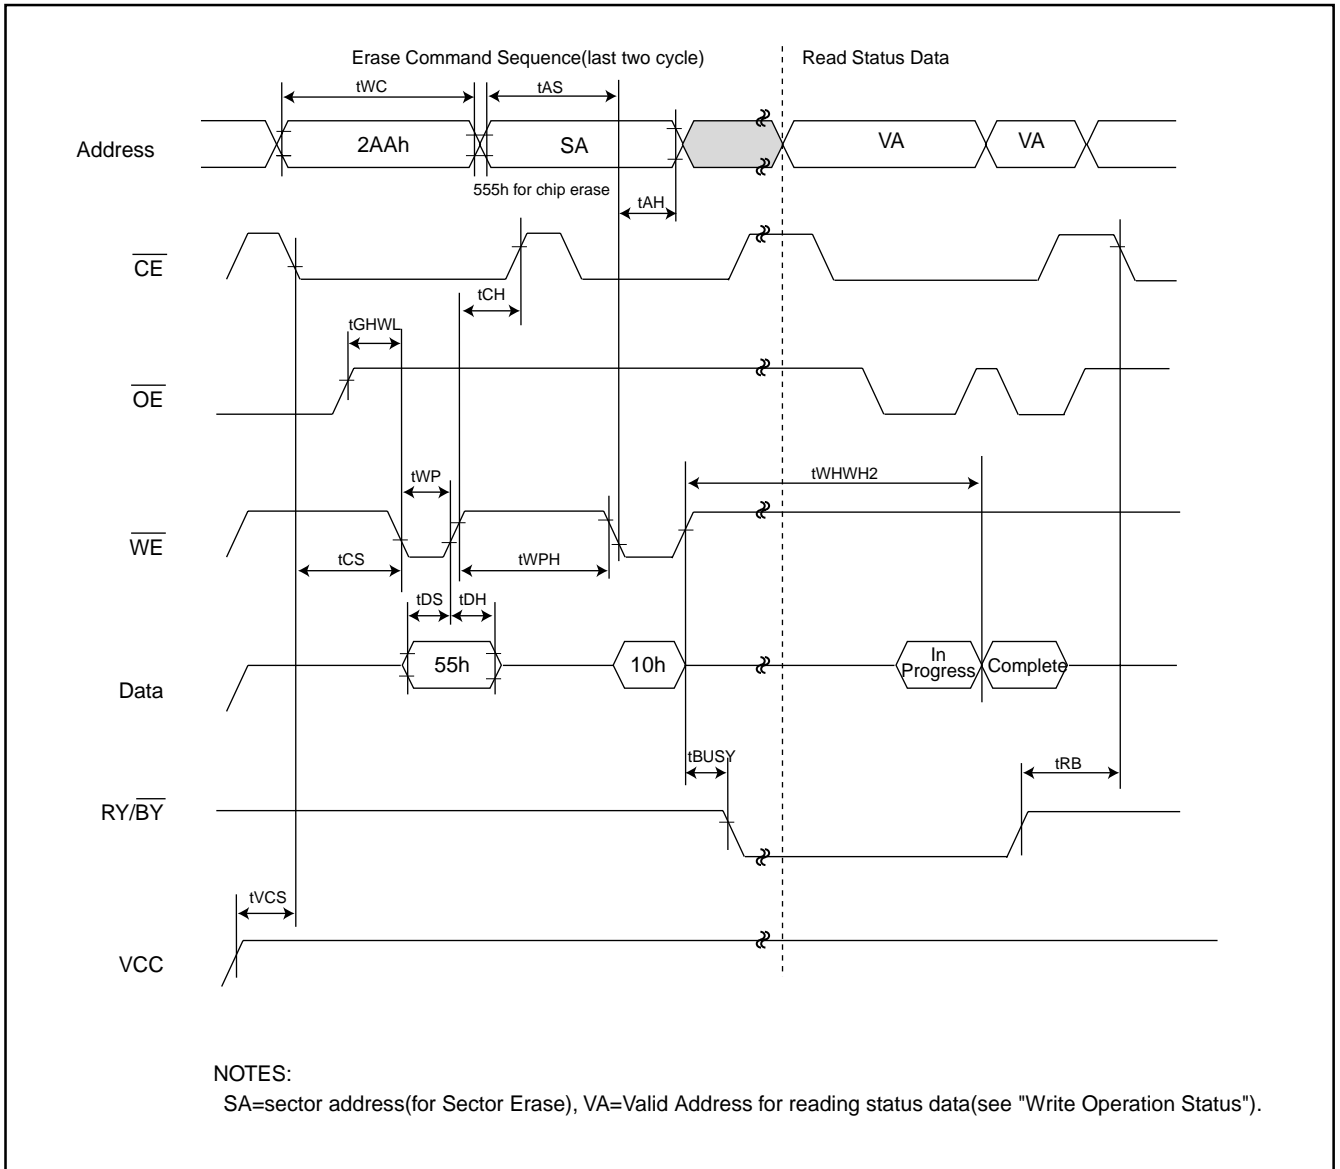 Erase Command Sequence(last two cycle)
Read Status Data
tWC
tAS
Address
2AAh
SA
VA
VA
555h for chip erase
tAH
CE
tCH
tGHWL
OE
tWP
tWHWH2
WE
tCS
tWPH
tDS
tDH
55h
10h
In
Progress
Complete
Data
tBUSY
tRB
RY/BY
tVCS
VCC
NOTES:
SA=sector address(for Sector Erase), VA=Valid Address for reading status data(see "Write Operation Status").